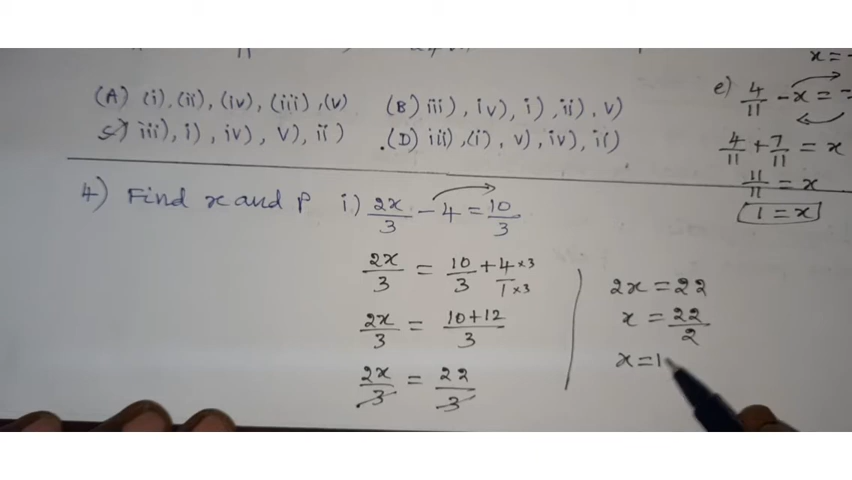 x = -
(A) (i), (ii), (iv), (iii), (v)
(B) iii), iv), i), ii), v)
iii), i), iv), v), ii)
(D) iii), (i), v), iv), ii)
e) 4/11 - x = -
4/11 + 7/11 = x
11/11 = x
1 = x
4) Find x and P i) 2x/3 - 4 = 10/3
2x/3 = 10/3 + 4×3/1×3
2x/3 = 10+12/3
2x/3 = 22/3
2x = 22
x = 22/2
x = 1